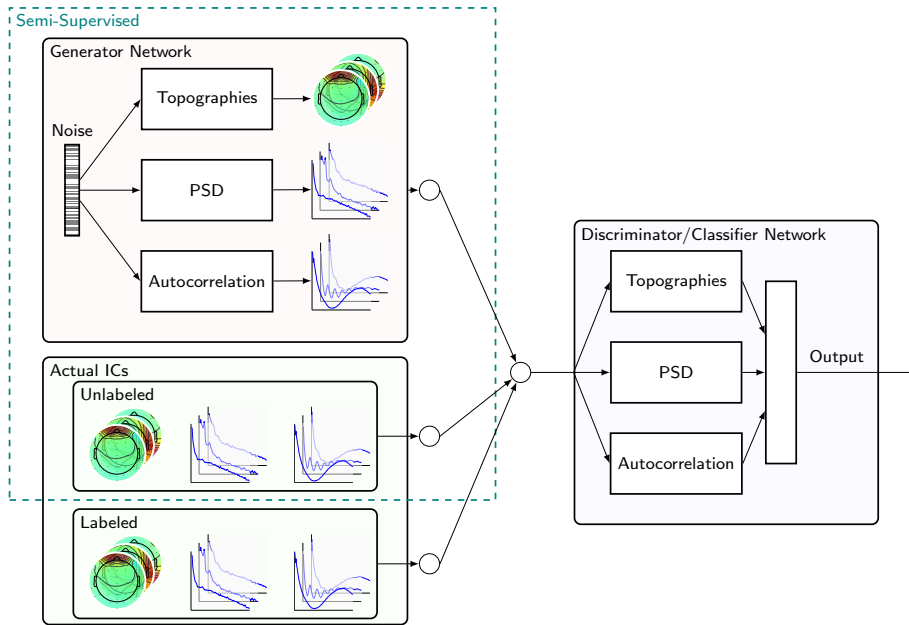 Semi-Supervised
Generator Network
Noise
Topographies
PSD
Autocorrelation
Actual ICs
Unlabeled
Labeled
Discriminator/Classifier Network
Topographies
PSD
Autocorrelation
Output